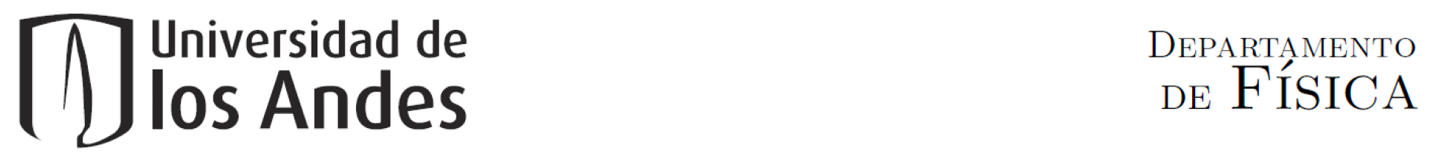 Universidad de
los Andes
DEPARTAMENTO
DE FÍSICA